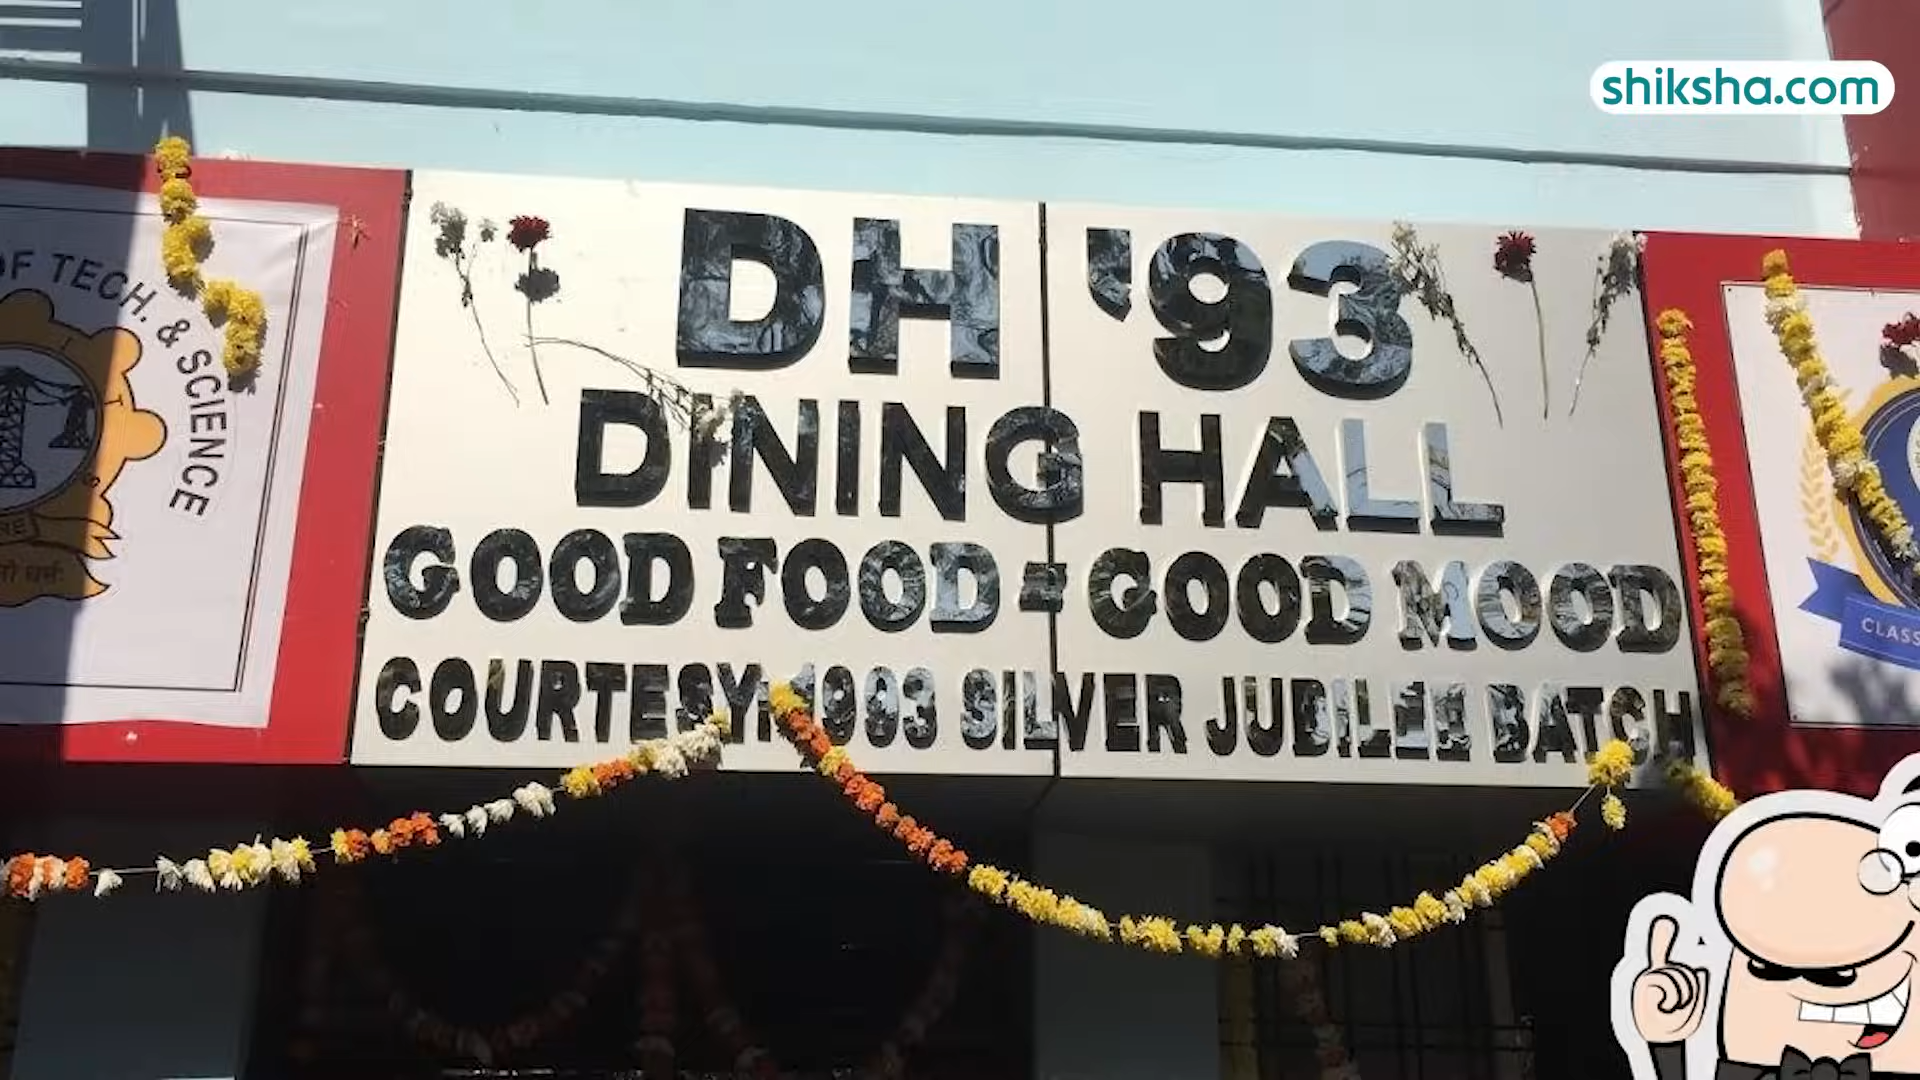 shiksha.com
OF TECH. & SCIENCE
DH '93
DINING HALL
GOOD FOOD = GOOD MOOD
COURTESY: 1993 SILVER JUBILEE BATCH
CLASS